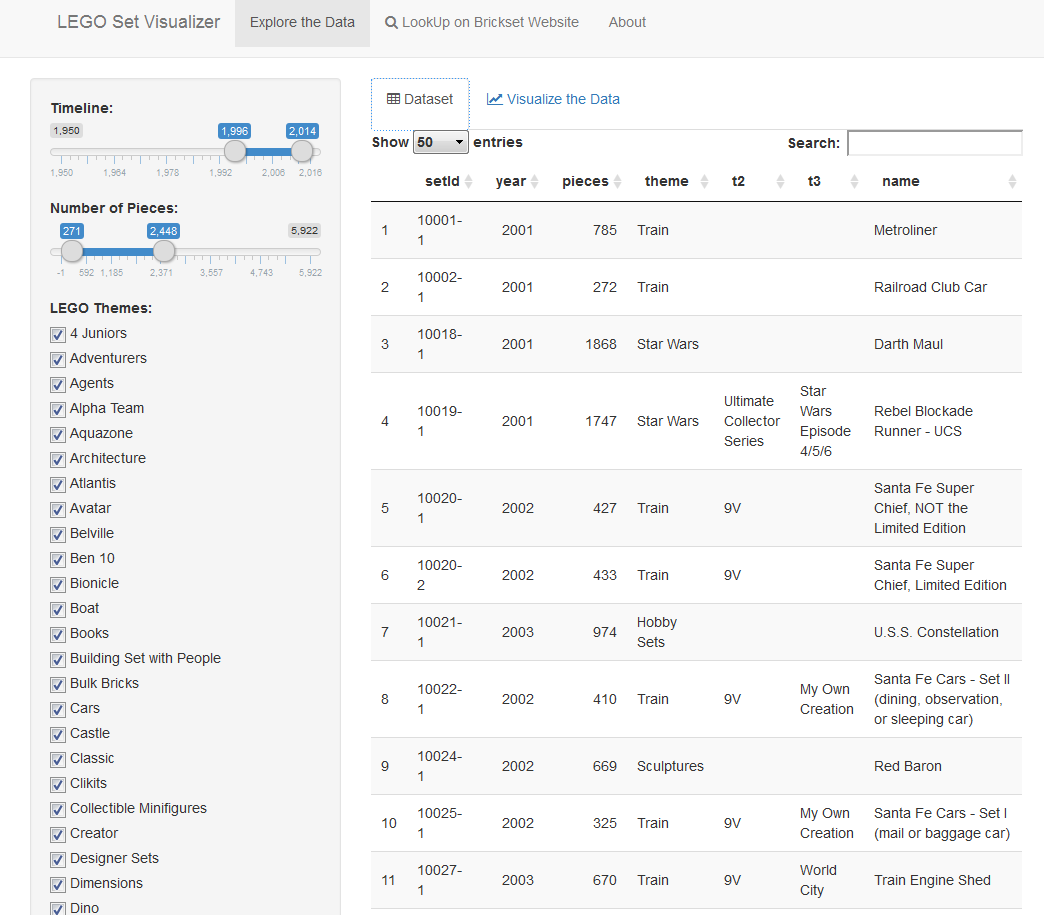 LEGO Set Visualizer Explore the Data LookUp on Brickset Website About
Timeline:
1,950 1,996 2,014
1,950 1,964 1,978 1,992 2,006 2,016
Number of Pieces:
271 2,448 5,922
-1 592 1,185 2,371 3,557 4,743 5,922
LEGO Themes:
4 Juniors
Adventurers
Agents
Alpha Team
Aquazone
Architecture
Atlantis
Avatar
Belville
Ben 10
Bionicle
Boat
Books
Building Set with People
Bulk Bricks
Cars
Castle
Classic
Clikits
Collectible Minifigures
Creator
Designer Sets
Dimensions
Dino
Dataset Visualize the Data
Show 50 entries Search:
setId year pieces theme t2 t3 name
1 10001-
1 2001 785 Train Metroliner
2 10002-
1 2001 272 Train Railroad Club Car
3 10018-
1 2001 1868 Star Wars Darth Maul
4 10019-
1 2001 1747 Star Wars Ultimate
Collector
Series Star
Wars
Episode
4/5/6 Rebel Blockade
Runner - UCS
5 10020-
1 2002 427 Train 9V Santa Fe Super
Chief, NOT the
Limited Edition
6 10020-
2 2002 433 Train 9V Santa Fe Super
Chief, Limited Edition
7 10021-
1 2003 974 Hobby
Sets U.S.S. Constellation
8 10022-
1 2002 410 Train 9V My Own
Creation Santa Fe Cars - Set II
(dining, observation,
or sleeping car)
9 10024-
1 2002 669 Sculptures Red Baron
10 10025-
1 2002 325 Train 9V My Own
Creation Santa Fe Cars - Set I
(mail or baggage car)
11 10027-
1 2003 670 Train 9V World
City Train Engine Shed